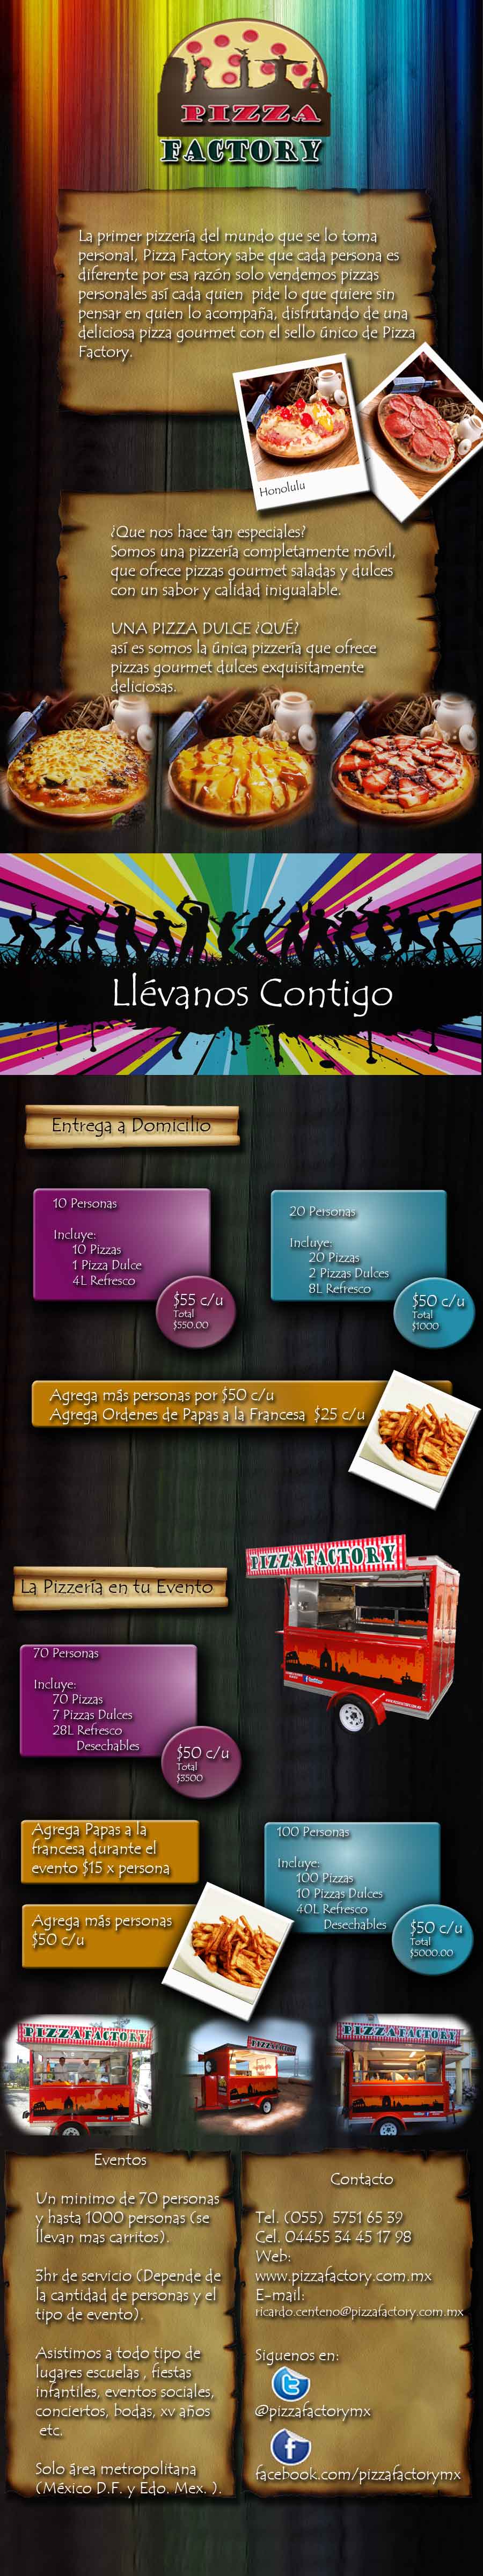 PIZZA
FACTORY
La primer pizzería del mundo que se lo toma
personal, Pizza Factory sabe que cada persona es
diferente por esa razón solo vendemos pizzas
personales así cada quien pide lo que quiere sin
pensar en quien lo acompaña, disfrutando de una
deliciosa pizza gourmet con el sello único de Pizza
Factory.
Honolulu
¿Que nos hace tan especiales?
Somos una pizzería completamente móvil,
que ofrece pizzas gourmet saladas y dulces
con un sabor y calidad inigualable.
UNA PIZZA DULCE ¿QUÉ?
así es somos la única pizzería que ofrece
pizzas gourmet dulces exquisitamente
deliciosas.
Llévanos Contigo
Entrega a Domicilio
10 Personas
Incluye:
10 Pizzas
1 Pizza Dulce
4L Refresco
$55 c/u
Total
$550.00
20 Personas
Incluye:
20 Pizzas
2 Pizzas Dulces
8L Refresco
$50 c/u
Total
$1000
Agrega más personas por $50 c/u
Agrega Ordenes de Papas a la Francesa $25 c/u
PIZZAFACTORY
La Pizzería en tu Evento
70 Personas
Incluye:
70 Pizzas
7 Pizzas Dulces
28L Refresco
Desechables
$50 c/u
Total
$3500
Agrega Papas a la
francesa durante el
evento $15 x persona
Agrega más personas
$50 c/u
100 Personas
Incluye:
100 Pizzas
10 Pizzas Dulces
40L Refresco
Desechables
$50 c/u
Total
$5000.00
PIZZAFACTORY
PIZZAFACTORY
PIZZAFACTORY
Eventos
Un minimo de 70 personas
y hasta 1000 personas (se
llevan mas carritos).
3hr de servicio (Depende de
la cantidad de personas y el
tipo de evento).
Asistimos a todo tipo de
lugares escuelas , fiestas
infantiles, eventos sociales,
conciertos, bodas, xv años
etc.
Solo área metropolitana
(México D.F. y Edo. Mex. ).
Contacto
Tel. (055) 5751 65 39
Cel. 04455 34 45 17 98
Web:
www.pizzafactory.com.mx
E-mail:
ricardo.centeno@pizzafactory.com.mx
Siguenos en:
@pizzafactorymx
facebook.com/pizzafactorymx